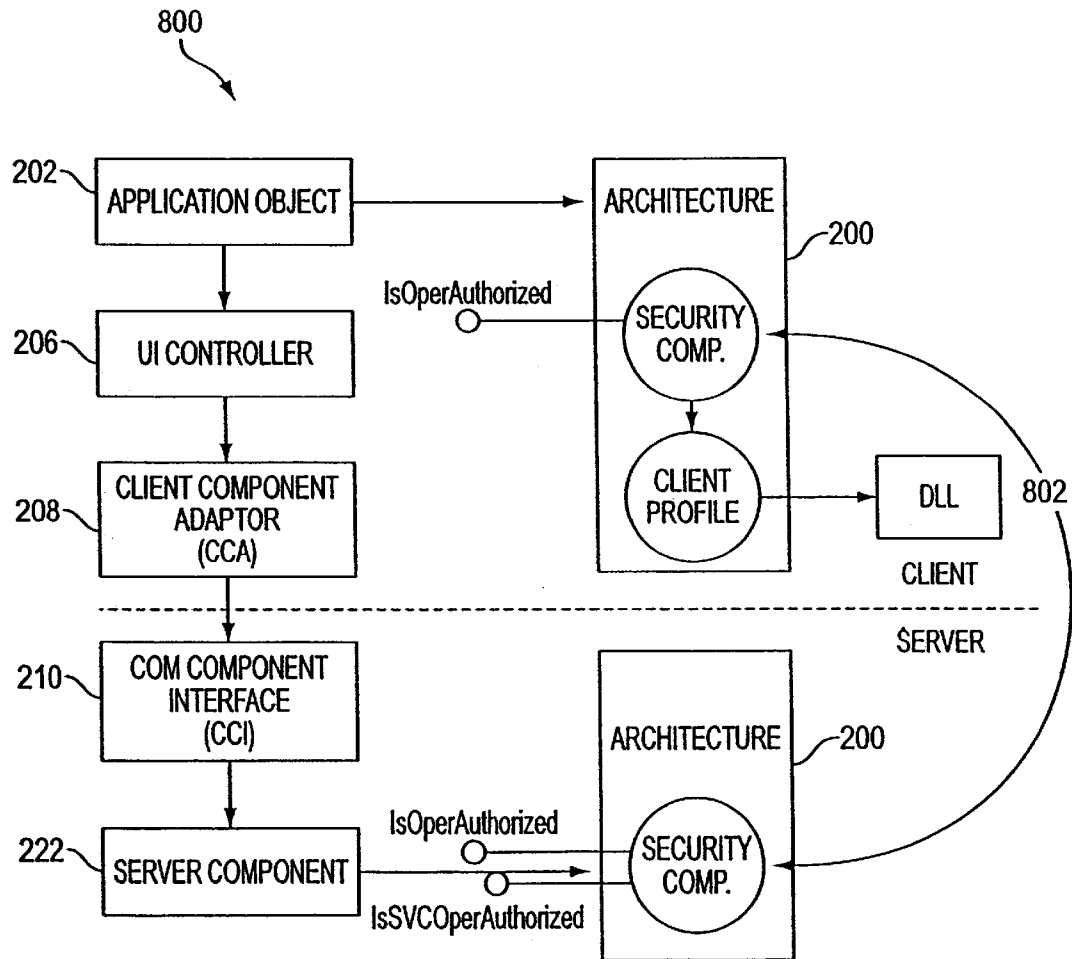 800
202
APPLICATION OBJECT
ARCHITECTURE
200
IsOperAuthorized
SECURITY
COMP.
206
UI CONTROLLER
208
CLIENT COMPONENT
ADAPTOR
(CCA)
CLIENT
PROFILE
DLL
802
CLIENT
SERVER
210
COM COMPONENT
INTERFACE
(CCI)
ARCHITECTURE
200
222
SERVER COMPONENT
IsOperAuthorized
IsSVCOperAuthorized
SECURITY
COMP.